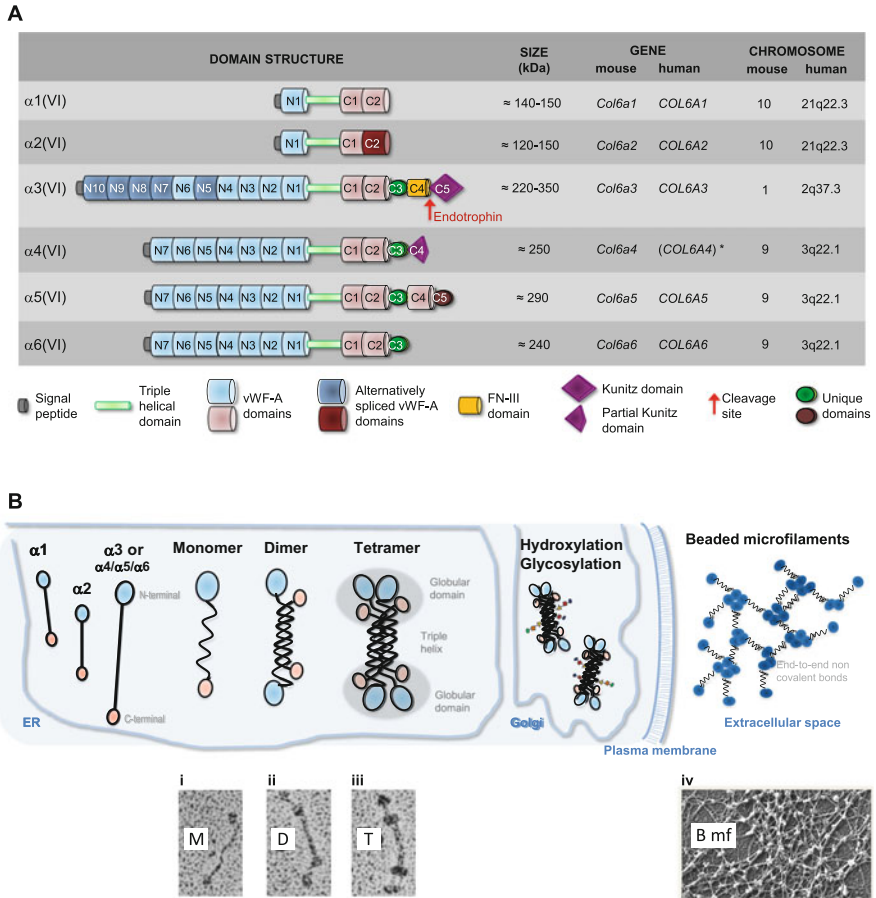 A
DOMAIN STRUCTURE SIZE (kDa) GENE mouse human CHROMOSOME mouse human
α1(VI) N1 C1 C2 ≈ 140-150 Col6a1 COL6A1 10 21q22.3
α2(VI) N1 C1 C2 ≈ 120-150 Col6a2 COL6A2 10 21q22.3
α3(VI) N10 N9 N8 N7 N6 N5 N4 N3 N2 N1 C1 C2 C3 C4 C5 ≈ 220-350 Col6a3 COL6A3 1 2q37.3
Endotrophin
α4(VI) N7 N6 N5 N4 N3 N2 N1 C1 C2 C3 C4 ≈ 250 Col6a4 (COL6A4) * 9 3q22.1
α5(VI) N7 N6 N5 N4 N3 N2 N1 C1 C2 C3 C4 C5 ≈ 290 Col6a5 COL6A5 9 3q22.1
α6(VI) N7 N6 N5 N4 N3 N2 N1 C1 C2 C3 ≈ 240 Col6a6 COL6A6 9 3q22.1
Signal peptide
Triple helical domain
vWF-A domains
Alternatively spliced vWF-A domains
FN-III domain
Kunitz domain
Partial Kunitz domain
Cleavage site
Unique domains
B
α1
α2
α3 or
α4/α5/α6
Monomer
Dimer
Tetramer
Hydroxylation
Glycosylation
Beaded microfilaments
N-terminal
C-terminal
Globular domain
Triple helix
Globular domain
End-to-end non covalent bonds
ER
Golgi
Plasma membrane
Extracellular space
i
ii
iii
iv
M
D
T
B mf